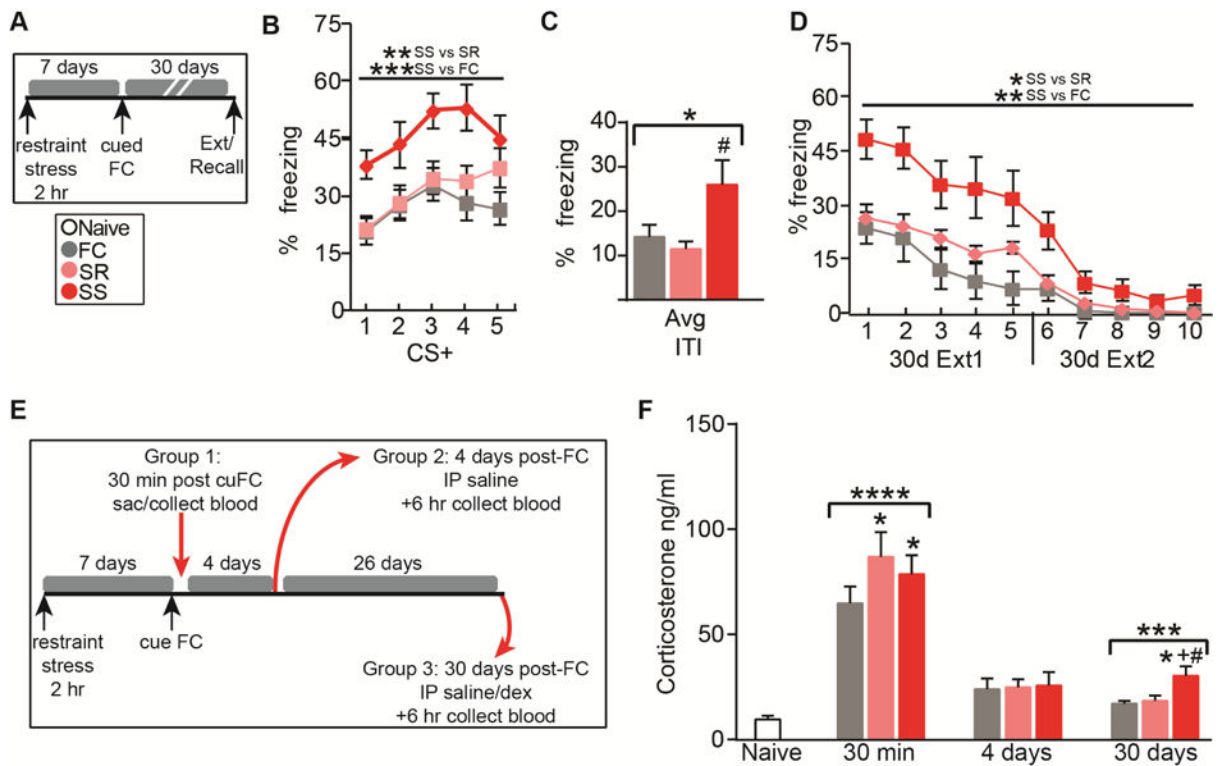 A
7 days
30 days
restraint
stress
2 hr
cued
FC
Ext/
Recall
Naive
FC
SR
SS
B
75
60
45
30
15
0
% freezing
** SS vs SR
*** SS vs FC
1 2 3 4 5
CS+
C
40
30
20
10
% freezing
*
#
Avg
ITI
D
75
60
45
30
15
0
% freezing
* SS vs SR
** SS vs FC
1 2 3 4 5 6 7 8 9 10
30d Ext1
30d Ext2
E
Group 1:
30 min post cuFC
sac/collect blood
Group 2: 4 days post-FC
IP saline
+6 hr collect blood
7 days
4 days
26 days
restraint
stress
2 hr
cue FC
Group 3: 30 days post-FC
IP saline/dex
+6 hr collect blood
F
150
100
50
0
Corticosterone ng/ml
****
*
*
***
*+#
Naive
30 min
4 days
30 days